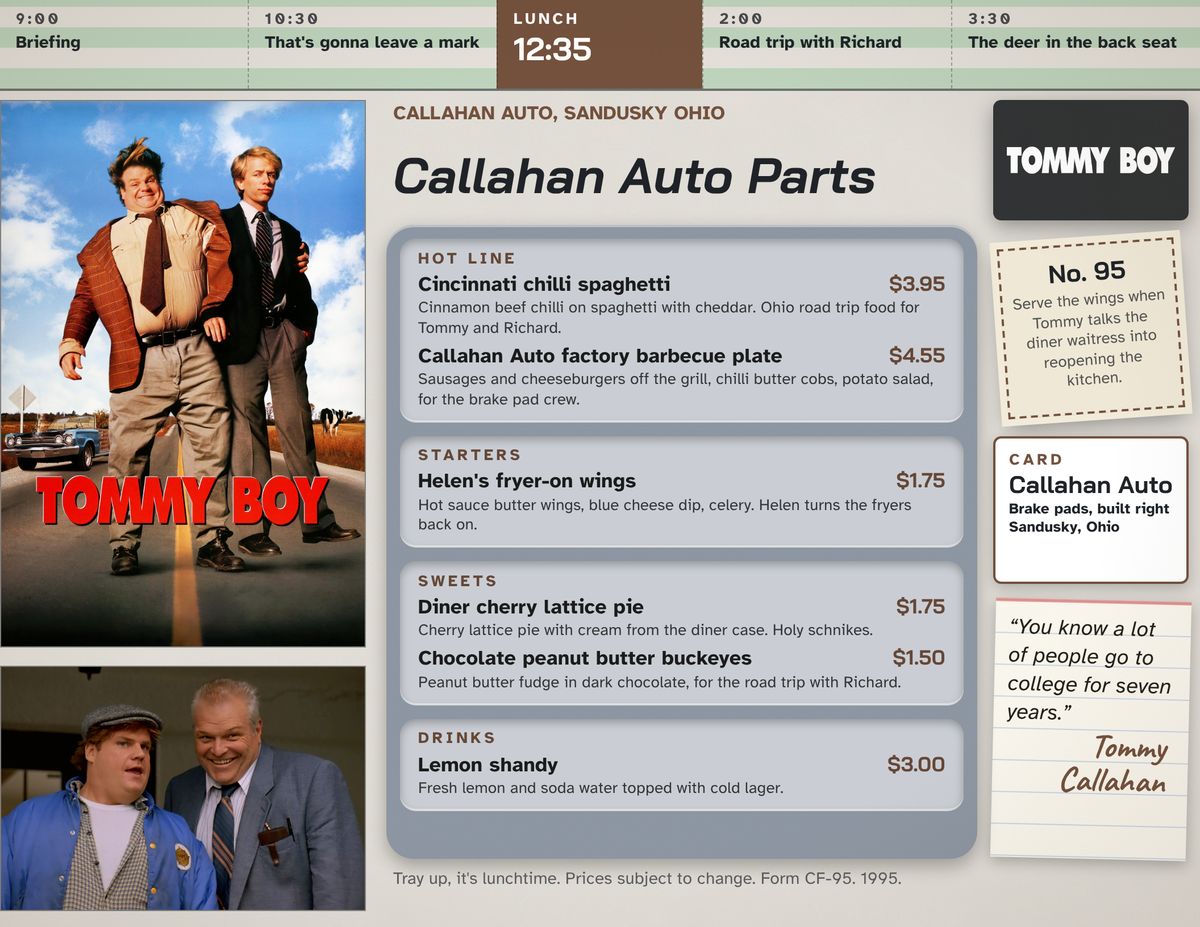 9:00
Briefing
10:30
That's gonna leave a mark
LUNCH
12:35
2:00
Road trip with Richard
3:30
The deer in the back seat
TOMMY BOY
CALLAHAN AUTO, SANDUSKY OHIO
Callahan Auto Parts
HOT LINE
Cincinnati chilli spaghetti $3.95
Cinnamon beef chilli on spaghetti with cheddar. Ohio road trip food for
Tommy and Richard.
Callahan Auto factory barbecue plate $4.55
Sausages and cheeseburgers off the grill, chilli butter cobs, potato salad,
for the brake pad crew.
STARTERS
Helen's fryer-on wings $1.75
Hot sauce butter wings, blue cheese dip, celery. Helen turns the fryers
back on.
SWEETS
Diner cherry lattice pie $1.75
Cherry lattice pie with cream from the diner case. Holy schnikes.
Chocolate peanut butter buckeyes $1.50
Peanut butter fudge in dark chocolate, for the road trip with Richard.
DRINKS
Lemon shandy $3.00
Fresh lemon and soda water topped with cold lager.
Tray up, it's lunchtime. Prices subject to change. Form CF-95. 1995.
TOMMY BOY
No. 95
Serve the wings when
Tommy talks the
diner waitress into
reopening the
kitchen.
CARD
Callahan Auto
Brake pads, built right
Sandusky, Ohio
“You know a lot
of people go to
college for seven
years.”
Tommy
Callahan